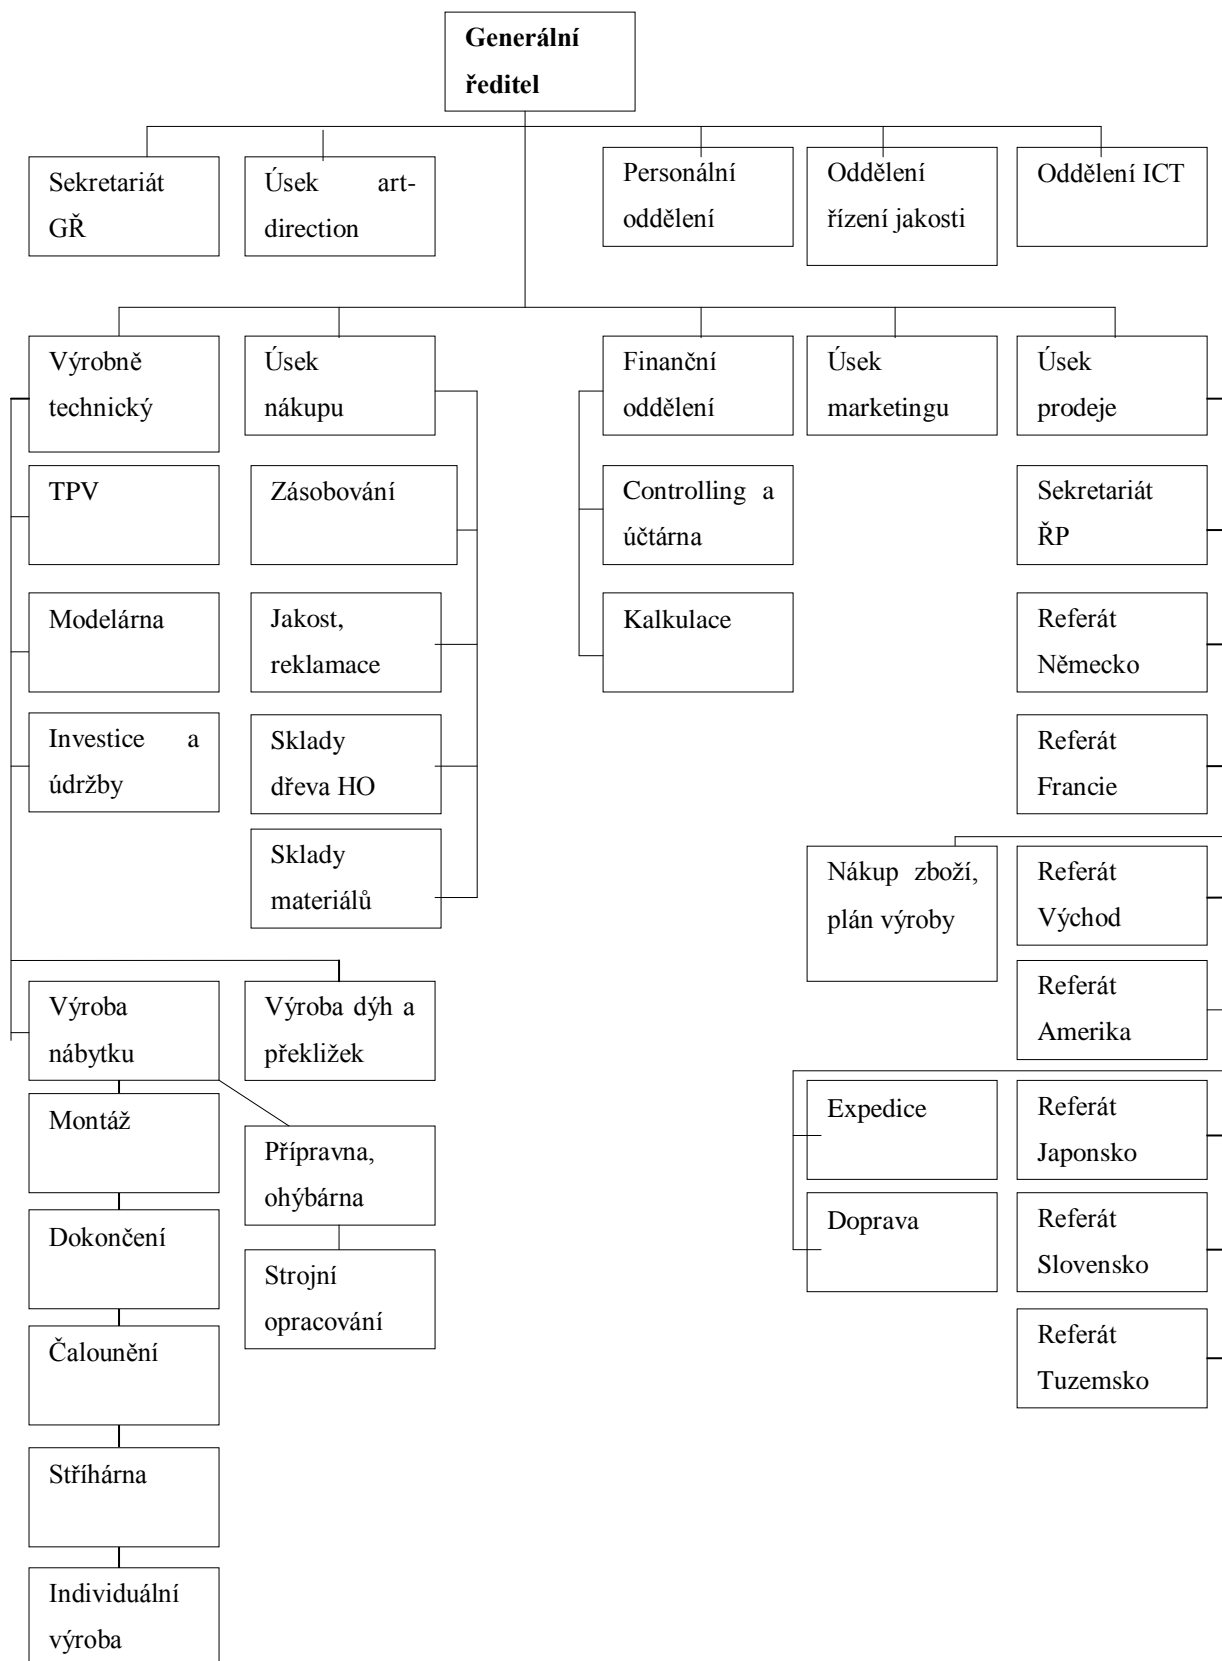 Generální
ředitel
Sekretariát
GŘ
Úsek art-
direction
Personální
oddělení
Oddělení
řízení jakosti
Oddělení ICT
Výrobně
technický
Úsek
nákupu
Finanční
oddělení
Úsek
marketingu
Úsek
prodeje
TPV
Zásobování
Controlling a
účtárna
Sekretariát
ŘP
Modelárna
Jakost,
reklamace
Kalkulace
Referát
Německo
Investice a
údržby
Sklady
dřeva HO
Referát
Francie
Sklady
materiálů
Nákup zboží,
plán výroby
Referát
Východ
Výroba
nábytku
Výroba dýh a
překližek
Referát
Amerika
Montáž
Přípravna,
ohýbárna
Expedice
Referát
Japonsko
Dokončení
Strojní
opracování
Doprava
Referát
Slovensko
Čalounění
Referát
Tuzemsko
Stříhárna
Individuální
výroba